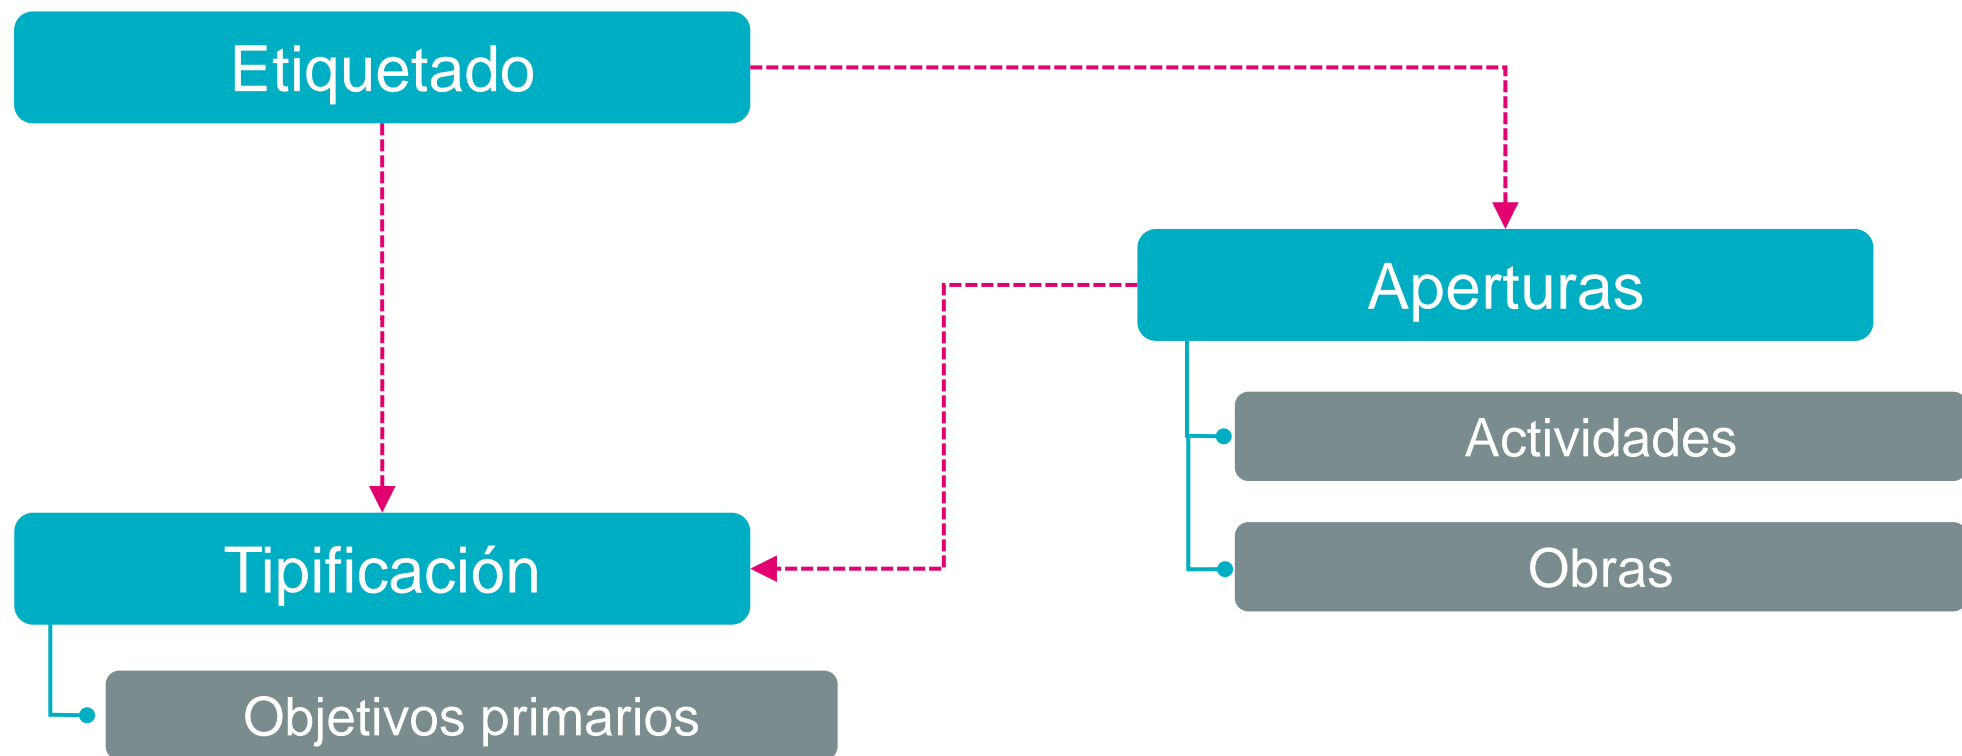 Etiquetado
Aperturas
Actividades
Obras
Tipificación
Objetivos primarios